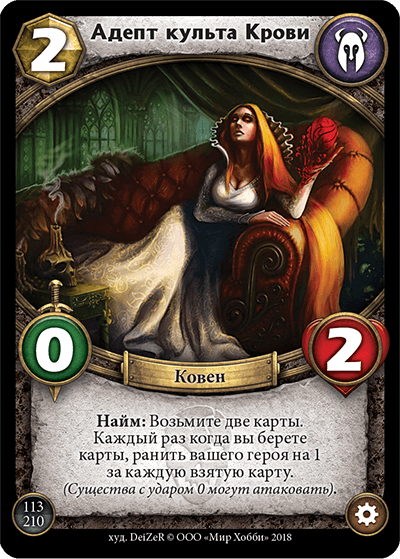 2
Адепт культа Крови
0
2
Ковен
Найм: Возьмите две карты.
Каждый раз когда вы берете
карты, ранить вашего героя на 1
за каждую взятую карту.
(Существа с ударом 0 могут атаковать).
113
210
худ. DeiZeR © ООО «Мир Хобби» 2018